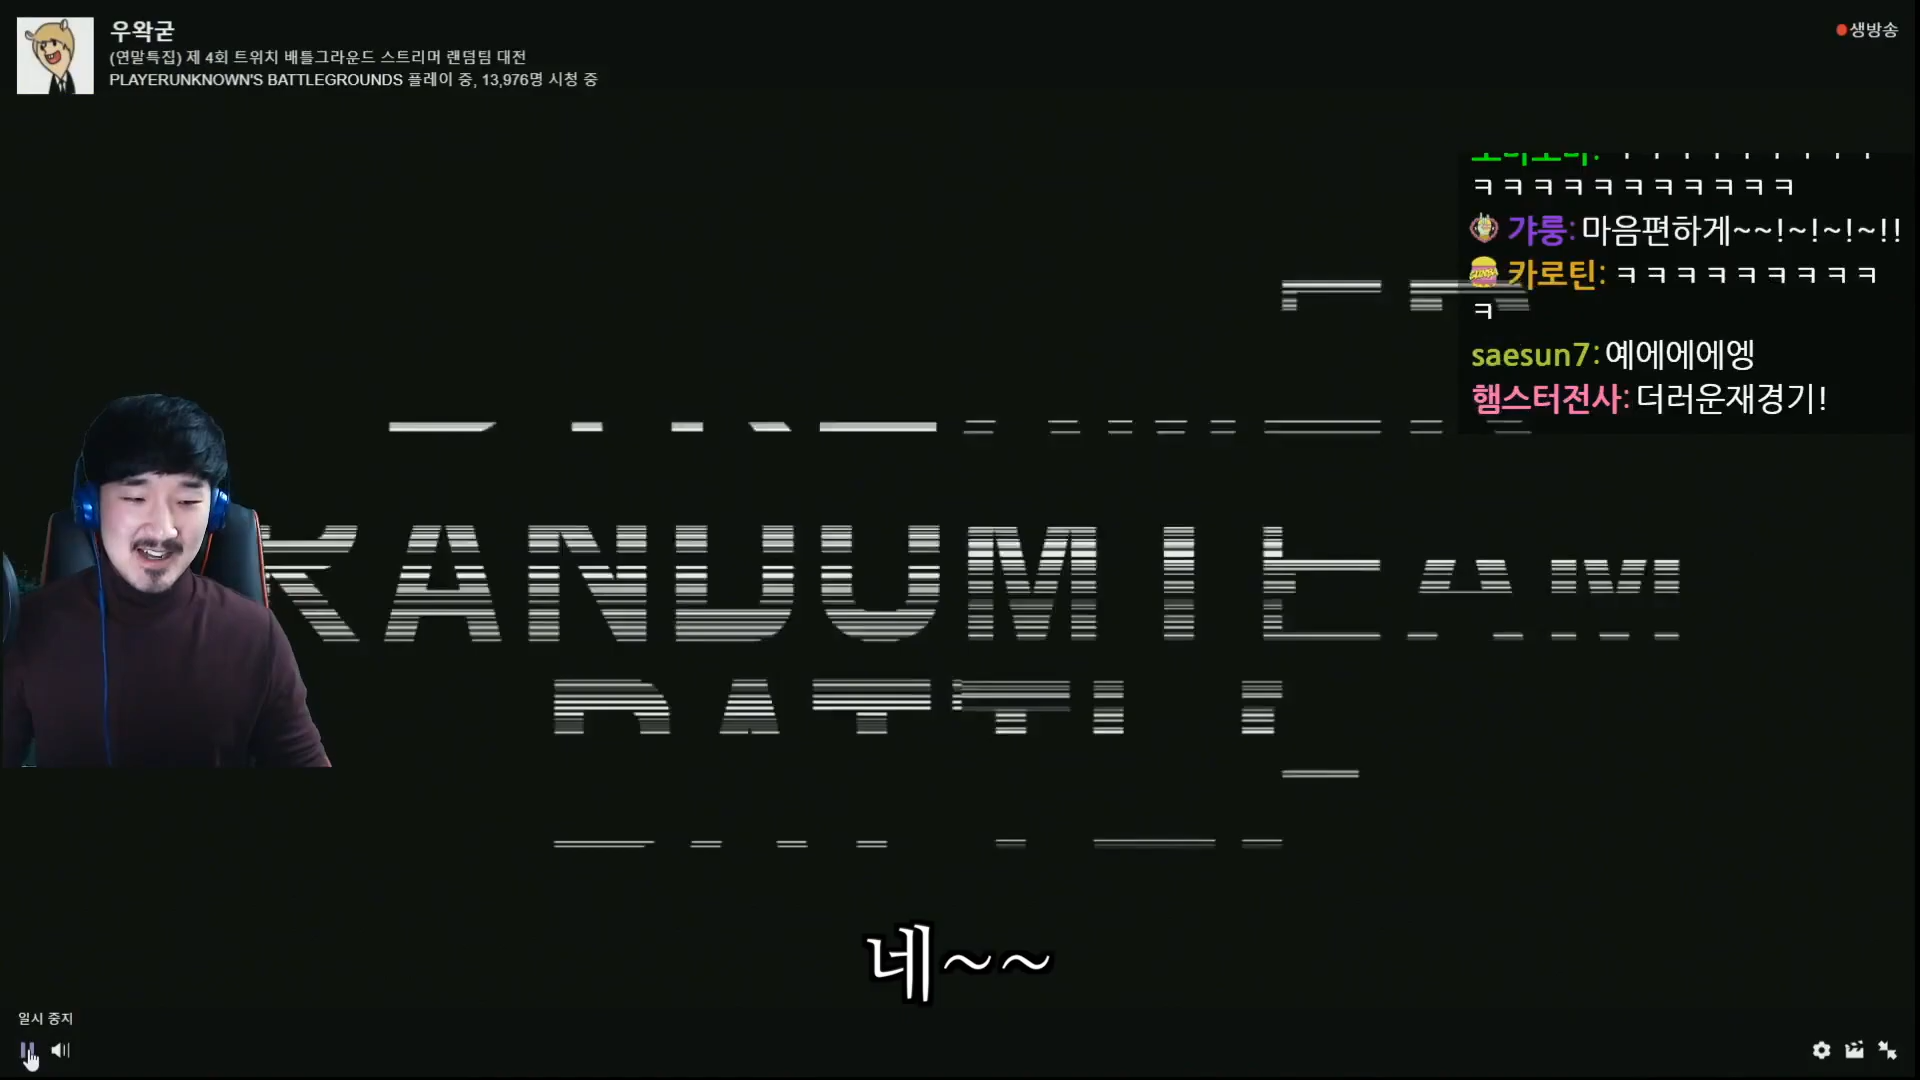 우왁굳
(연말특집) 제 4회 트위치 배틀그라운드 스트리머 랜덤팀 대전
PLAYERUNKNOWN'S BATTLEGROUNDS 플레이 중, 13,976명 시청 중
생방송
ㅋㅋㅋㅋㅋㅋㅋㅋㅋㅋㅋ
갸룽: 마음편하게~~!~!~!~!!
카로틴: ㅋㅋㅋㅋㅋㅋㅋㅋㅋ
ㅋ
saesun7: 예에에에엥
햄스터전사: 더러운재경기!
RANDOM TEAM
BATTLE
네~~
일시 중지